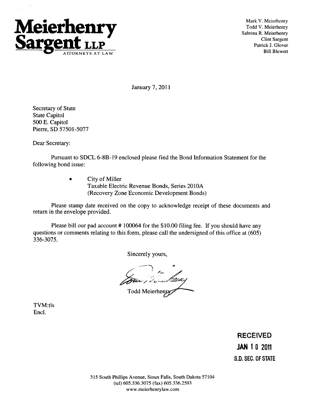 Meierhenry
Sargent LLP
ATTORNEYS AT LAW
Mark V. Meierhenry
Todd V. Meierhenry
Sabrina R. Meierhenry
Clint Sargent
Patrick J. Glover
Bill Blewett
January 7, 2011
Secretary of State
State Capitol
500 E. Capitol
Pierre, SD 57501-5077
Dear Secretary:
Pursuant to SDCL 6-8B-19 enclosed please find the Bond Information Statement for the
following bond issue:
• City of Miller
Taxable Electric Revenue Bonds, Series 2010A
(Recovery Zone Economic Development Bonds)
Please stamp date received on the copy to acknowledge receipt of these documents and
return in the envelope provided.
Please bill our pad account # 100064 for the $10.00 filing fee. If you should have any
questions or comments relating to this form, please call the undersigned of this office at (605)
336-3075.
Sincerely yours,
Todd Meierhenry
TVM:tls
Encl.
RECEIVED
JAN 10 2011
S.D. SEC. OF STATE
315 South Phillips Avenue, Sioux Falls, South Dakota 57104
(tel) 605.336.3075 (fax) 605.336.2593
www.meierhenrylaw.com